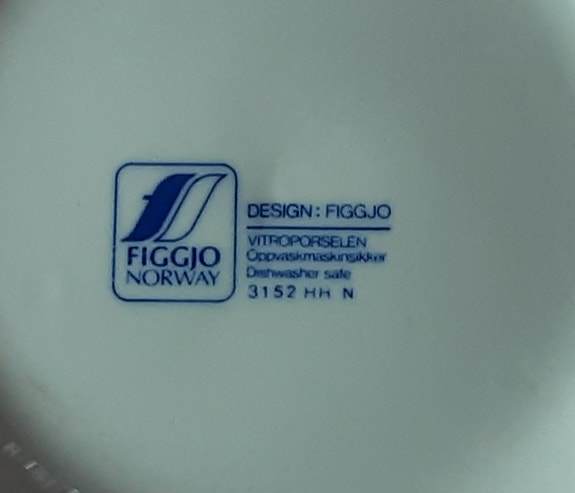 FIGGJO
NORWAY
DESIGN: FIGGJO
VITROPORSELEN
Oppvaskmaskinsikker
Dishwasher safe
3152 HH N